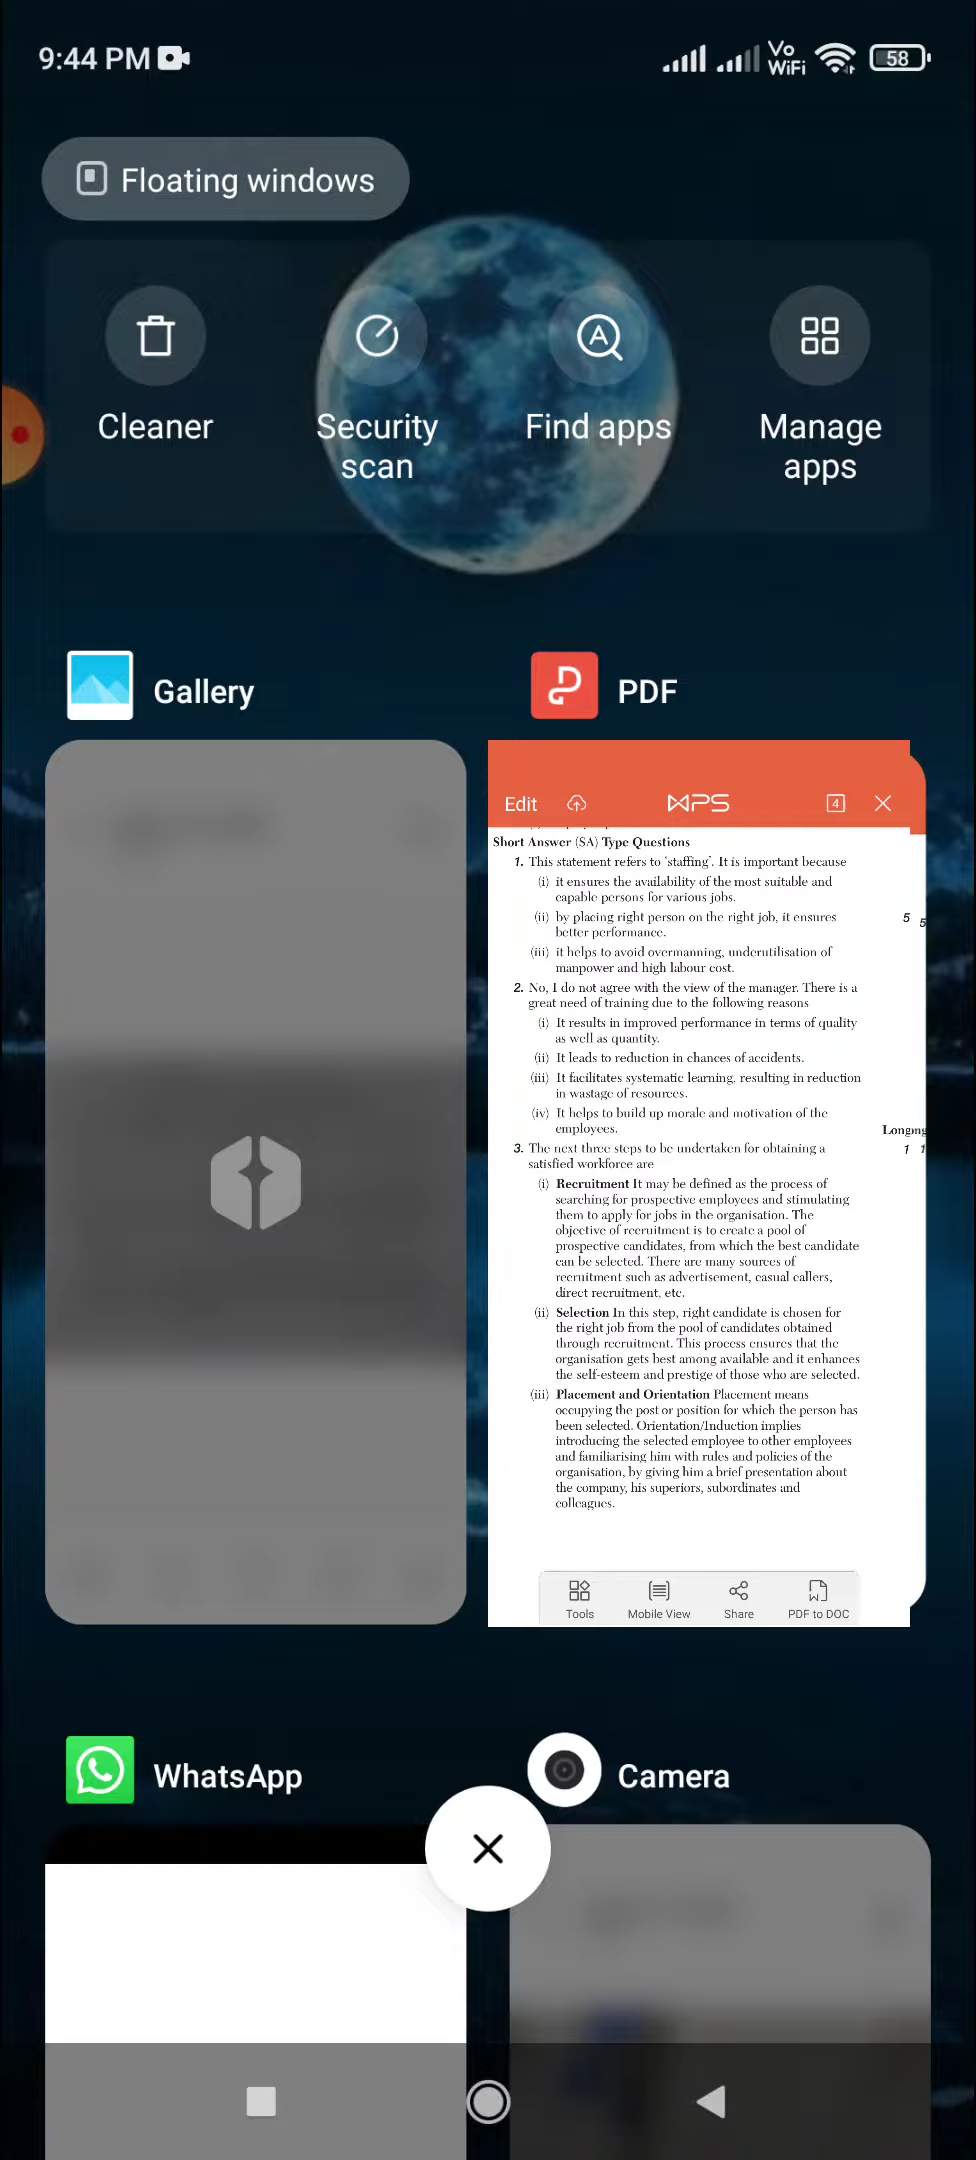 9:44 PM
Vo
WiFi
58
Floating windows
Cleaner
Security
scan
Find apps
Manage
apps
Gallery
PDF
Edit
WPS
4
Short Answer (SA) Type Questions
1. This statement refers to 'staffing'. It is important because
(i) it ensures the availability of the most suitable and
capable persons for various jobs.
(ii) by placing right person on the right job, it ensures
better performance.
(iii) it helps to avoid overmanning, underutilisation of
manpower and high labour cost.
2. No, I do not agree with the view of the manager. There is a
great need of training due to the following reasons
(i) It results in improved performance in terms of quality
as well as quantity.
(ii) It leads to reduction in chances of accidents.
(iii) It facilitates systematic learning, resulting in reduction
in wastage of resources.
(iv) It helps to build up morale and motivation of the
employees.
3. The next three steps to be undertaken for obtaining a
satisfied workforce are
(i) Recruitment It may be defined as the process of
searching for prospective employees and stimulating
them to apply for jobs in the organisation. The
objective of recruitment is to create a pool of
prospective candidates, from which the best candidate
can be selected. There are many sources of
recruitment such as advertisement, casual callers,
direct recruitment, etc.
(ii) Selection In this step, right candidate is chosen for
the right job from the pool of candidates obtained
through recruitment. This process ensures that the
organisation gets best among available and it enhances
the self-esteem and prestige of those who are selected.
(iii) Placement and Orientation Placement means
occupying the post or position for which the person has
been selected. Orientation/Induction implies
introducing the selected employee to other employees
and familiarising him with rules and policies of the
organisation, by giving him a brief presentation about
the company, his superiors, subordinates and
colleagues.
5 5
1 1
Tools
Mobile View
Share
PDF to DOC
WhatsApp
Camera